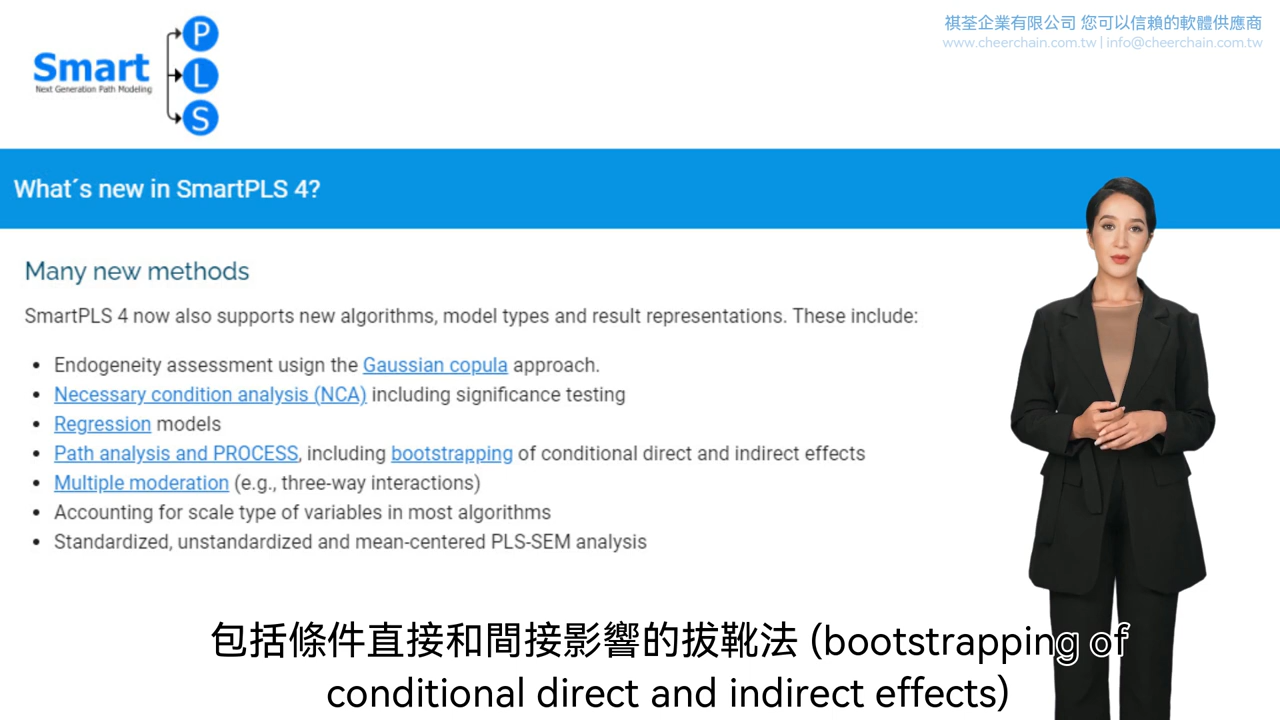 Smart
Next Generation Path Modeling
P
L
S
祺荃企業有限公司 您可以信賴的軟體供應商
www.cheerchain.com.tw | info@cheerchain.com.tw
What´s new in SmartPLS 4?
Many new methods
SmartPLS 4 now also supports new algorithms, model types and result representations. These include:
• Endogeneity assessment usign the Gaussian copula approach.
• Necessary condition analysis (NCA) including significance testing
• Regression models
• Path analysis and PROCESS, including bootstrapping of conditional direct and indirect effects
• Multiple moderation (e.g., three-way interactions)
• Accounting for scale type of variables in most algorithms
• Standardized, unstandardized and mean-centered PLS-SEM analysis
包括條件直接和間接影響的拔靴法 (bootstrapping of
conditional direct and indirect effects)